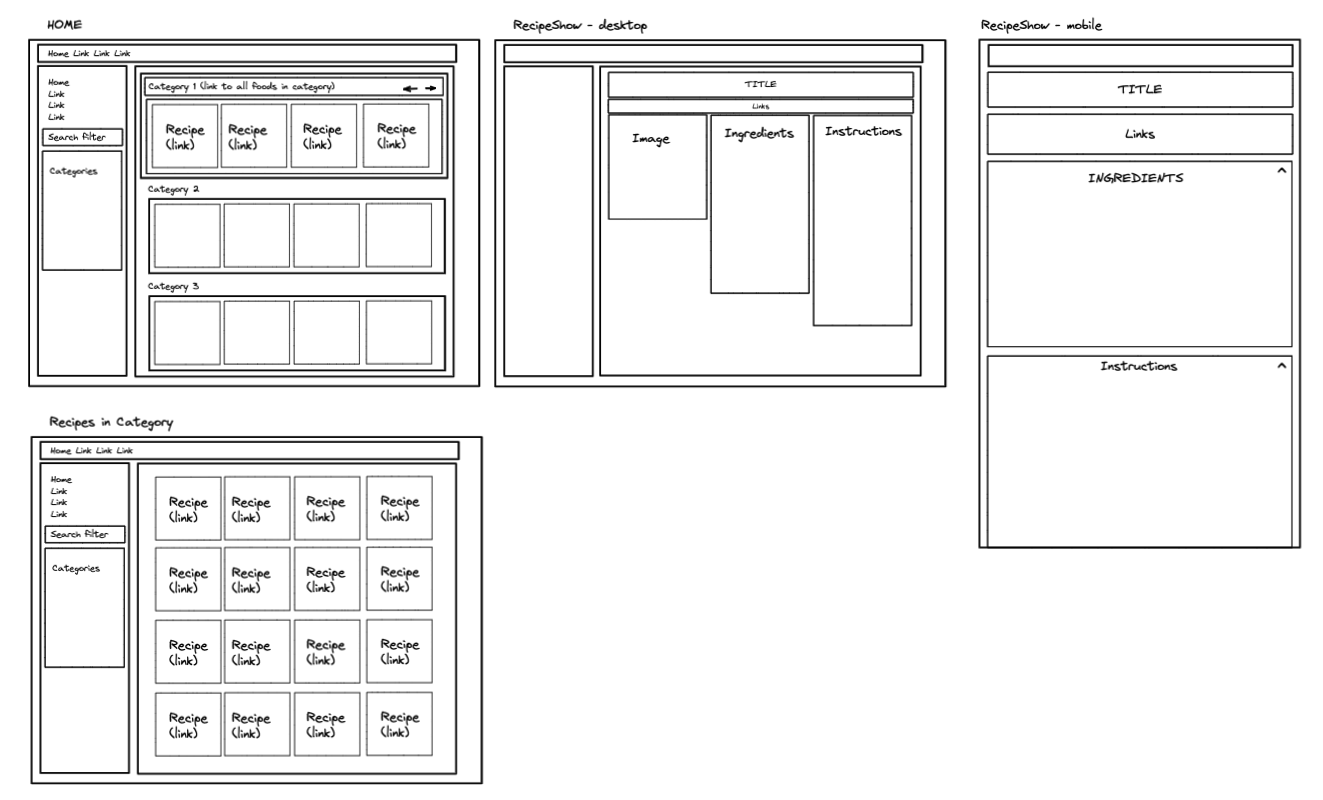 HOME
Home Link Link Link
Home
Link
Link
Link
Search Filter
Categories
Category 1 (link to all foods in category)
Recipe
(link)
Recipe
(link)
Recipe
(link)
Recipe
(link)
Category 2
Category 3
RecipeShow - desktop
TITLE
Links
Image
Ingredients
Instructions
RecipeShow - mobile
TITLE
Links
INGREDIENTS
Instructions
Recipes in Category
Home Link Link Link
Home
Link
Link
Link
Search Filter
Categories
Recipe
(link)
Recipe
(link)
Recipe
(link)
Recipe
(link)
Recipe
(link)
Recipe
(link)
Recipe
(link)
Recipe
(link)
Recipe
(link)
Recipe
(link)
Recipe
(link)
Recipe
(link)
Recipe
(link)
Recipe
(link)
Recipe
(link)
Recipe
(link)